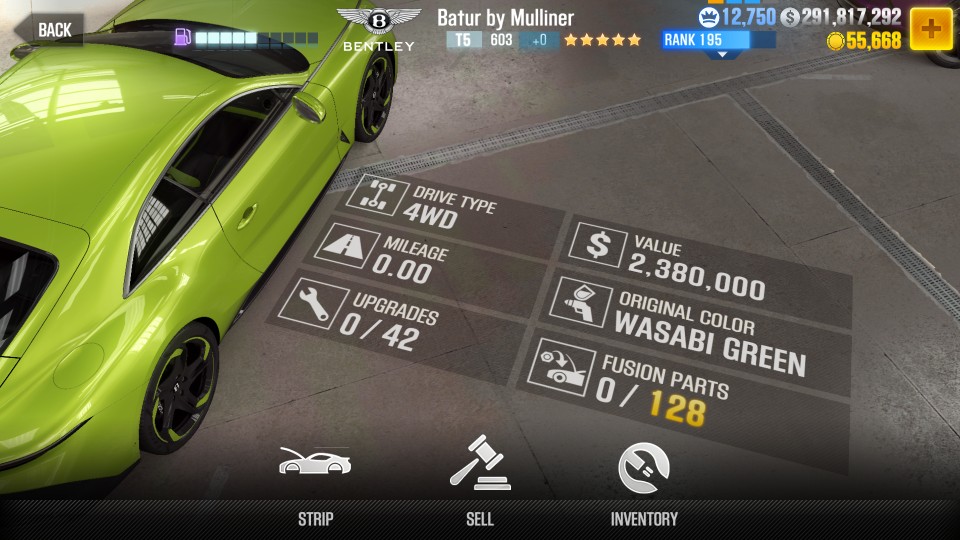 BACK
B
BENTLEY
Batur by Mulliner
T5 603 +0
12,750
$ 291,817,292
RANK 195
55,668
+
DRIVE TYPE
4WD
MILEAGE
0.00
UPGRADES
0 / 42
$
VALUE
2,380,000
ORIGINAL COLOR
WASABI GREEN
FUSION PARTS
0 / 128
STRIP
SELL
INVENTORY